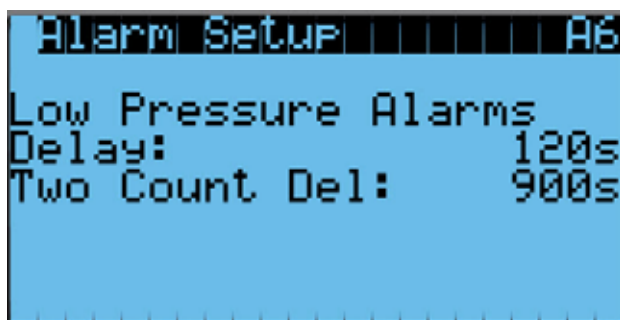 Alarm Setup A6
Low Pressure Alarms
Delay: 120s
Two Count Del: 900s